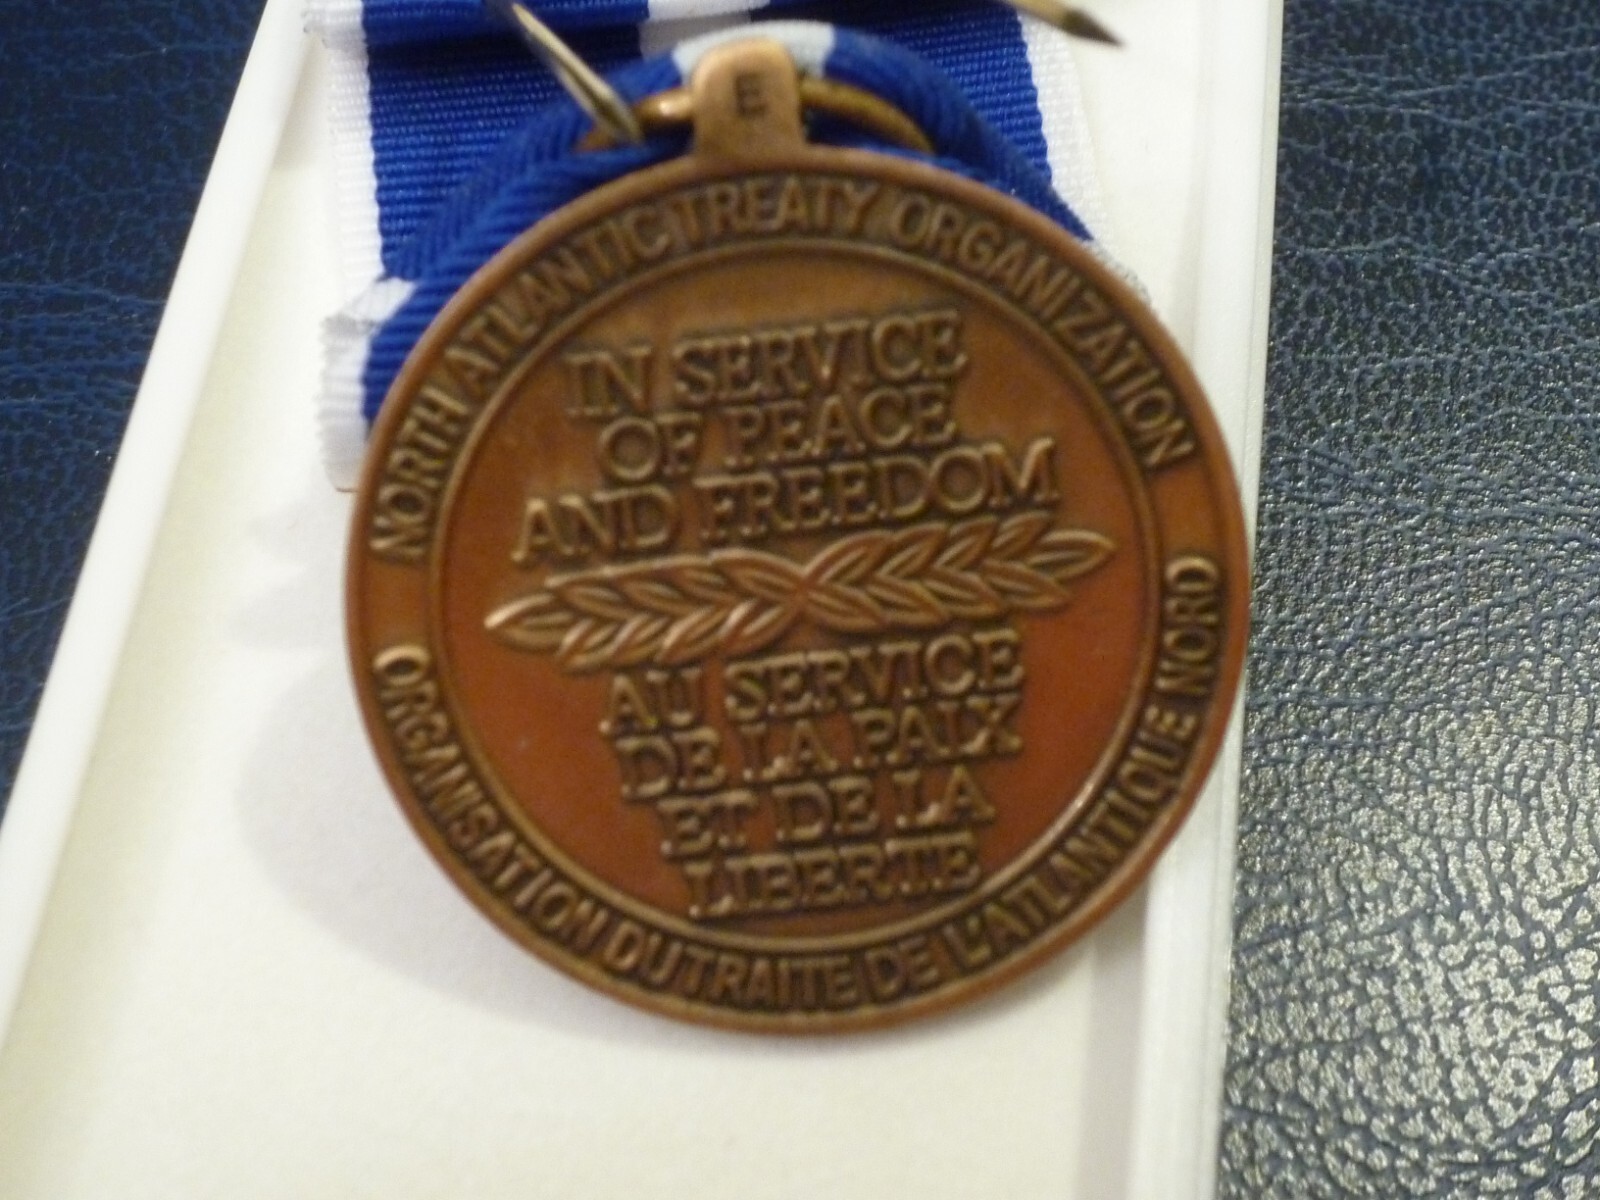 E
NORTH ATLANTIC TREATY ORGANIZATION
IN SERVICE
OF PEACE
AND FREEDOM
AU SERVICE
DE LA PAIX
ET DE LA
LIBERTE
ORGANISATION DU TRAITE DE L'ATLANTIQUE NORD